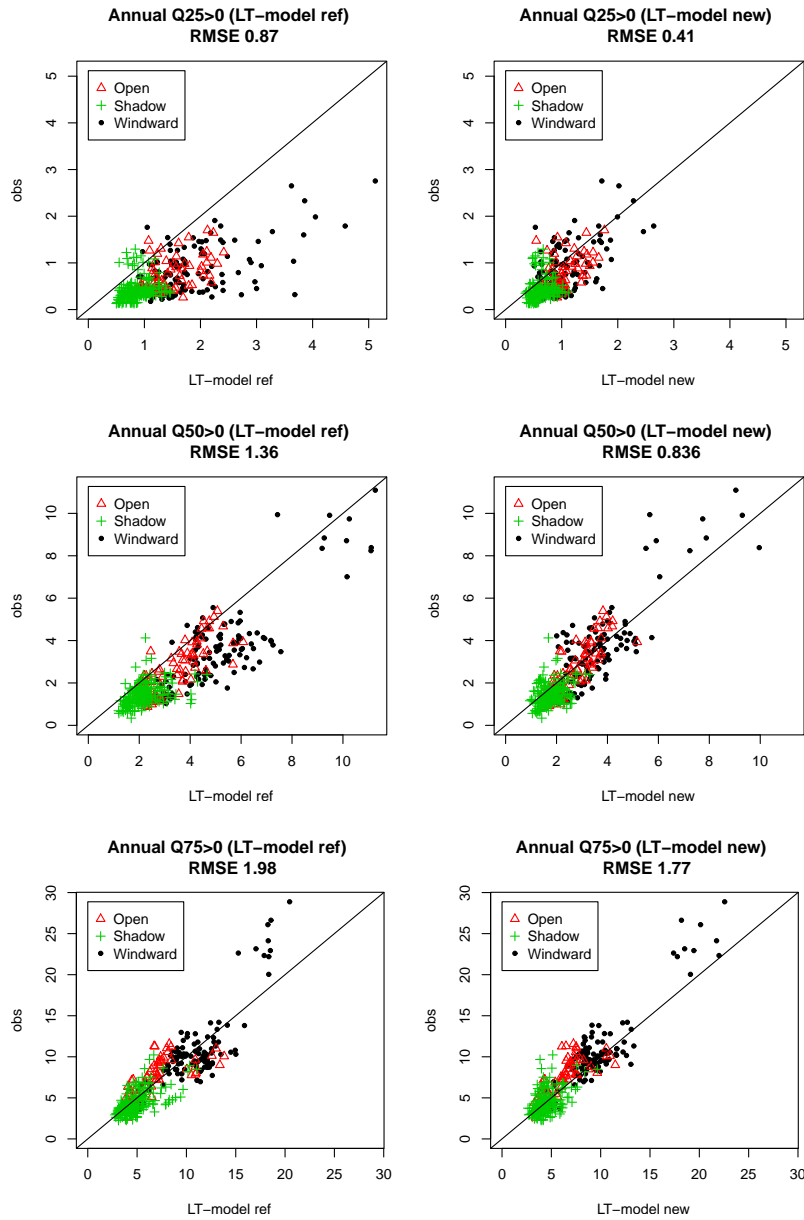 Annual Q25>0 (LT−model ref)
RMSE 0.87
5
4
3
2
1
0
obs
Open
Shadow
Windward
0 1 2 3 4 5
LT−model ref
Annual Q25>0 (LT−model new)
RMSE 0.41
5
4
3
2
1
0
obs
Open
Shadow
Windward
0 1 2 3 4 5
LT−model new
Annual Q50>0 (LT−model ref)
RMSE 1.36
10
8
6
4
2
0
obs
Open
Shadow
Windward
0 2 4 6 8 10
LT−model ref
Annual Q50>0 (LT−model new)
RMSE 0.836
10
8
6
4
2
0
obs
Open
Shadow
Windward
0 2 4 6 8 10
LT−model new
Annual Q75>0 (LT−model ref)
RMSE 1.98
30
25
20
15
10
5
0
obs
Open
Shadow
Windward
0 5 10 15 20 25 30
LT−model ref
Annual Q75>0 (LT−model new)
RMSE 1.77
30
25
20
15
10
5
0
obs
Open
Shadow
Windward
0 5 10 15 20 25 30
LT−model new